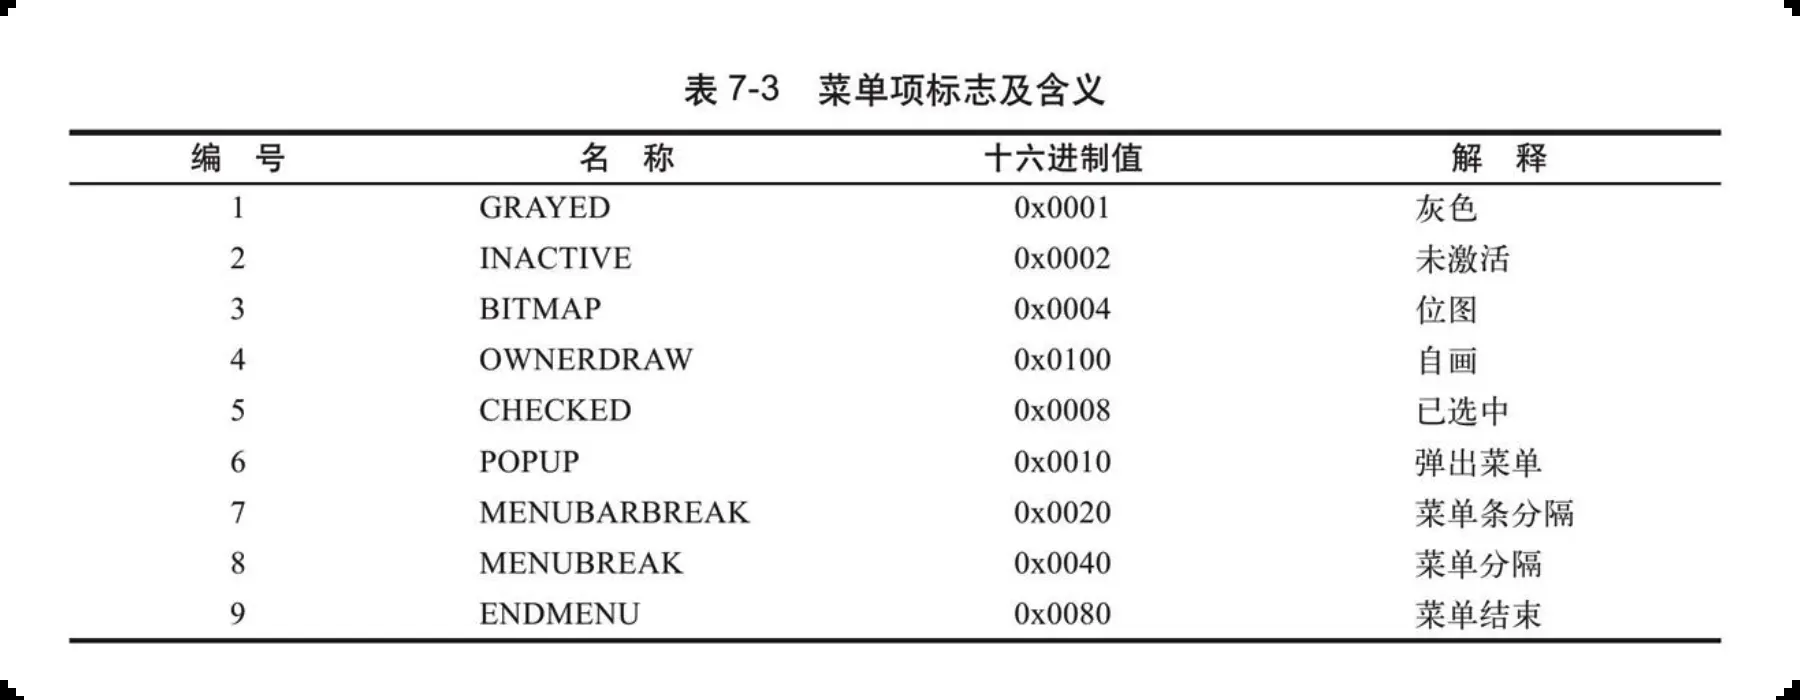 表 7-3 菜单项标志及含义
编 号 名 称 十六进制值 解 释
1 GRAYED 0x0001 灰色
2 INACTIVE 0x0002 未激活
3 BITMAP 0x0004 位图
4 OWNERDRAW 0x0100 自画
5 CHECKED 0x0008 已选中
6 POPUP 0x0010 弹出菜单
7 MENUBARBREAK 0x0020 菜单条分隔
8 MENUBREAK 0x0040 菜单分隔
9 ENDMENU 0x0080 菜单结束